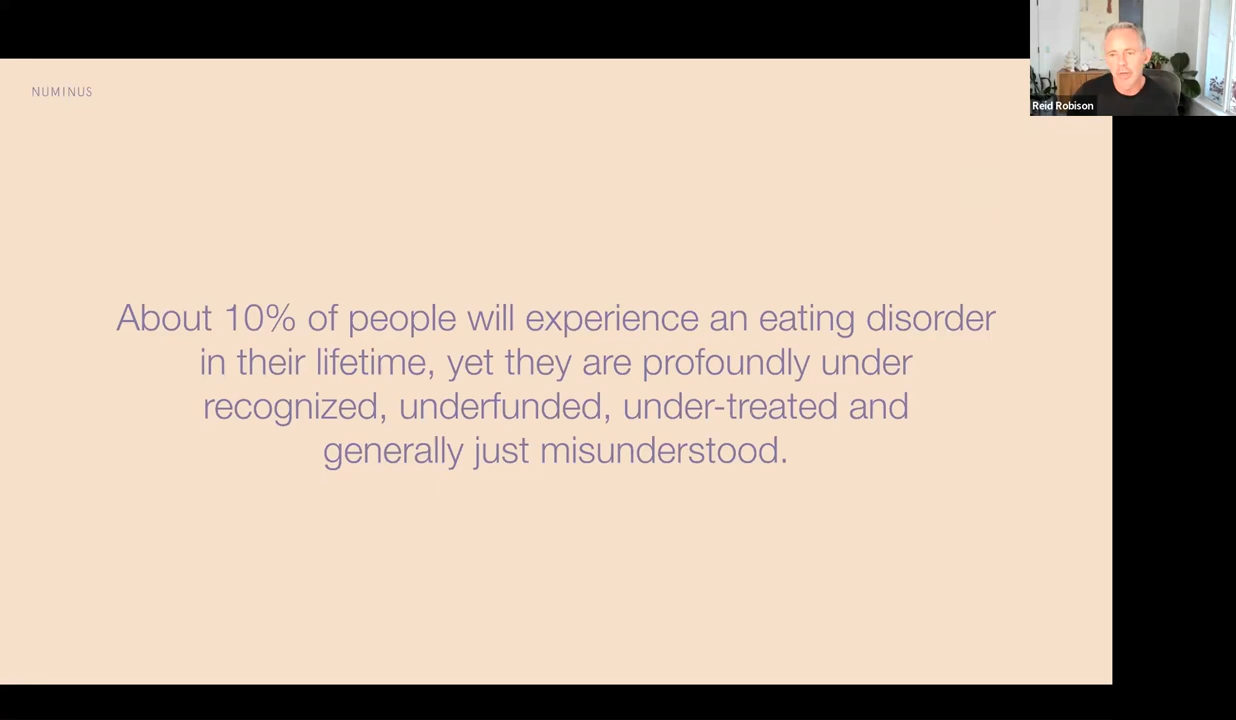 NUMINUS
Reid Robison
About 10% of people will experience an eating disorder
in their lifetime, yet they are profoundly under
recognized, underfunded, under-treated and
generally just misunderstood.